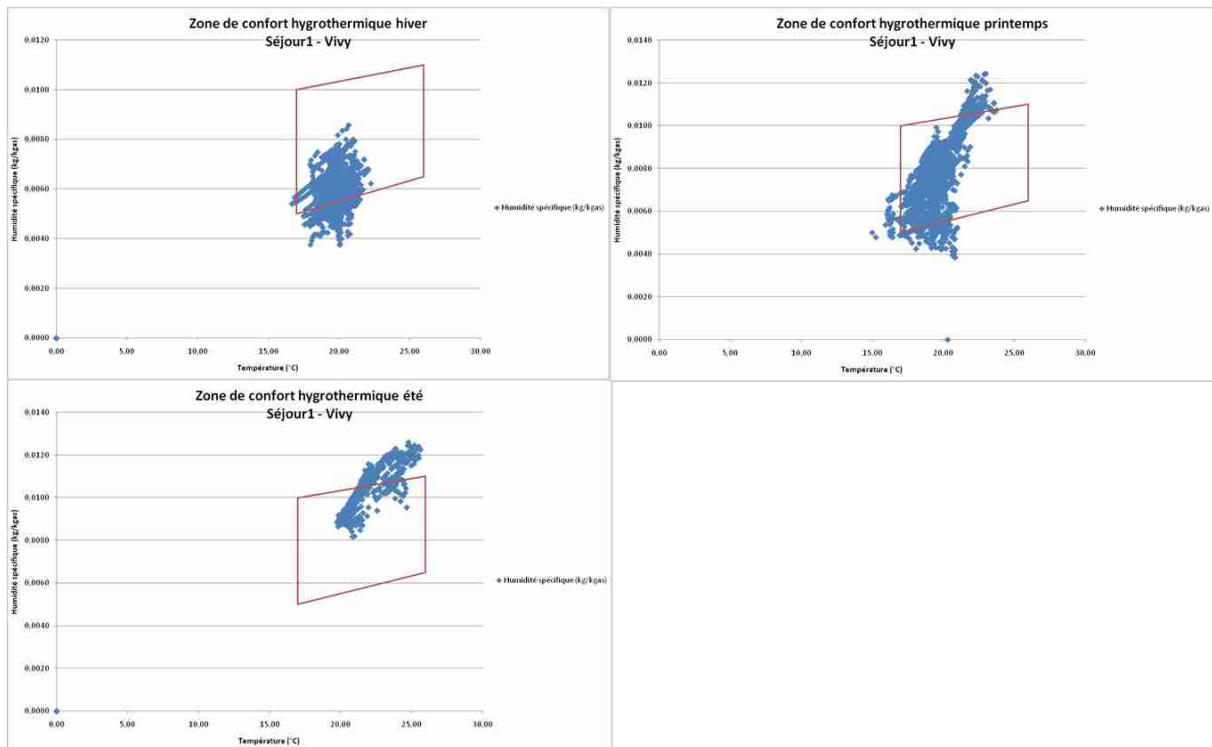 Zone de confort hygrothermique hiver
Séjour1 - Vivy
Humidité spécifique (kg/kgas)
0,0120
0,0100
0,0080
0,0060
0,0040
0,0020
0,0000
0,00
5,00
10,00
15,00
20,00
25,00
30,00
Température (°C)
Humidité spécifique (kg/kgas)
Zone de confort hygrothermique printemps
Séjour1 - Vivy
Humidité spécifique (kg/kgas)
0,0140
0,0120
0,0100
0,0080
0,0060
0,0040
0,0020
0,0000
0,00
5,00
10,00
15,00
20,00
25,00
30,00
Température (°C)
Humidité spécifique (kg/kgas)
Zone de confort hygrothermique été
Séjour1 - Vivy
Humidité spécifique (kg/kgas)
0,0140
0,0120
0,0100
0,0080
0,0060
0,0040
0,0020
0,0000
0,00
5,00
10,00
15,00
20,00
25,00
30,00
Température (°C)
Humidité spécifique (kg/kgas)